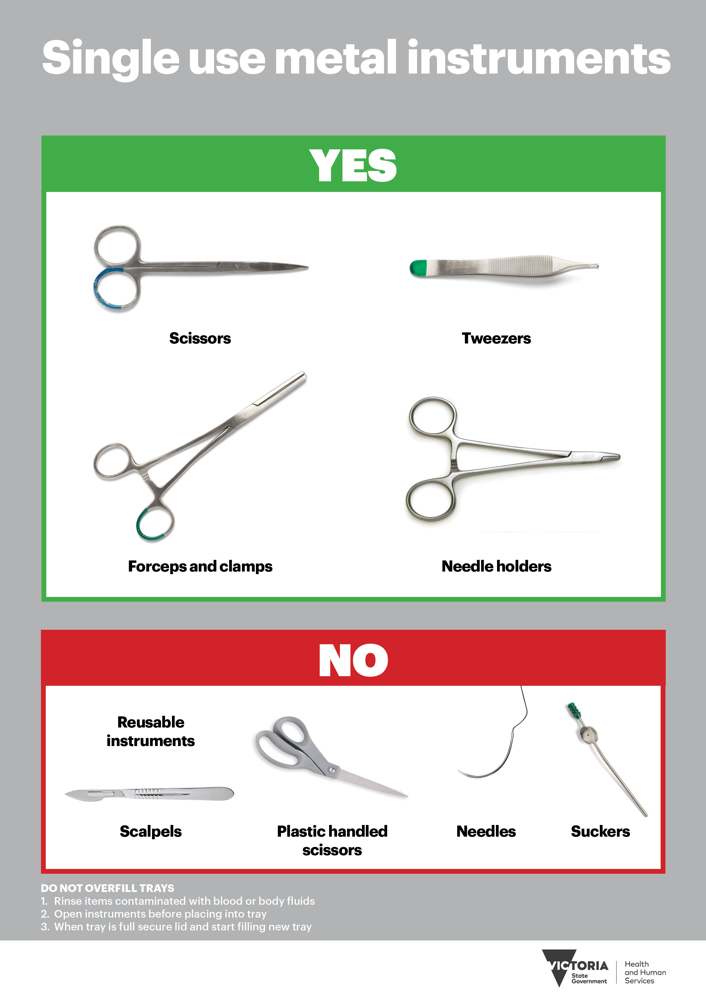 Single use metal instruments
YES
Scissors
Tweezers
Forceps and clamps
Needle holders
NO
Reusable
instruments
Scalpels
Plastic handled
scissors
Needles
Suckers
DO NOT OVERFILL TRAYS
1. Rinse items contaminated with blood or body fluids
2. Open instruments before placing into tray
3. When tray is full secure lid and start filling new tray
VICTORIA
State
Government
Health
and Human
Services